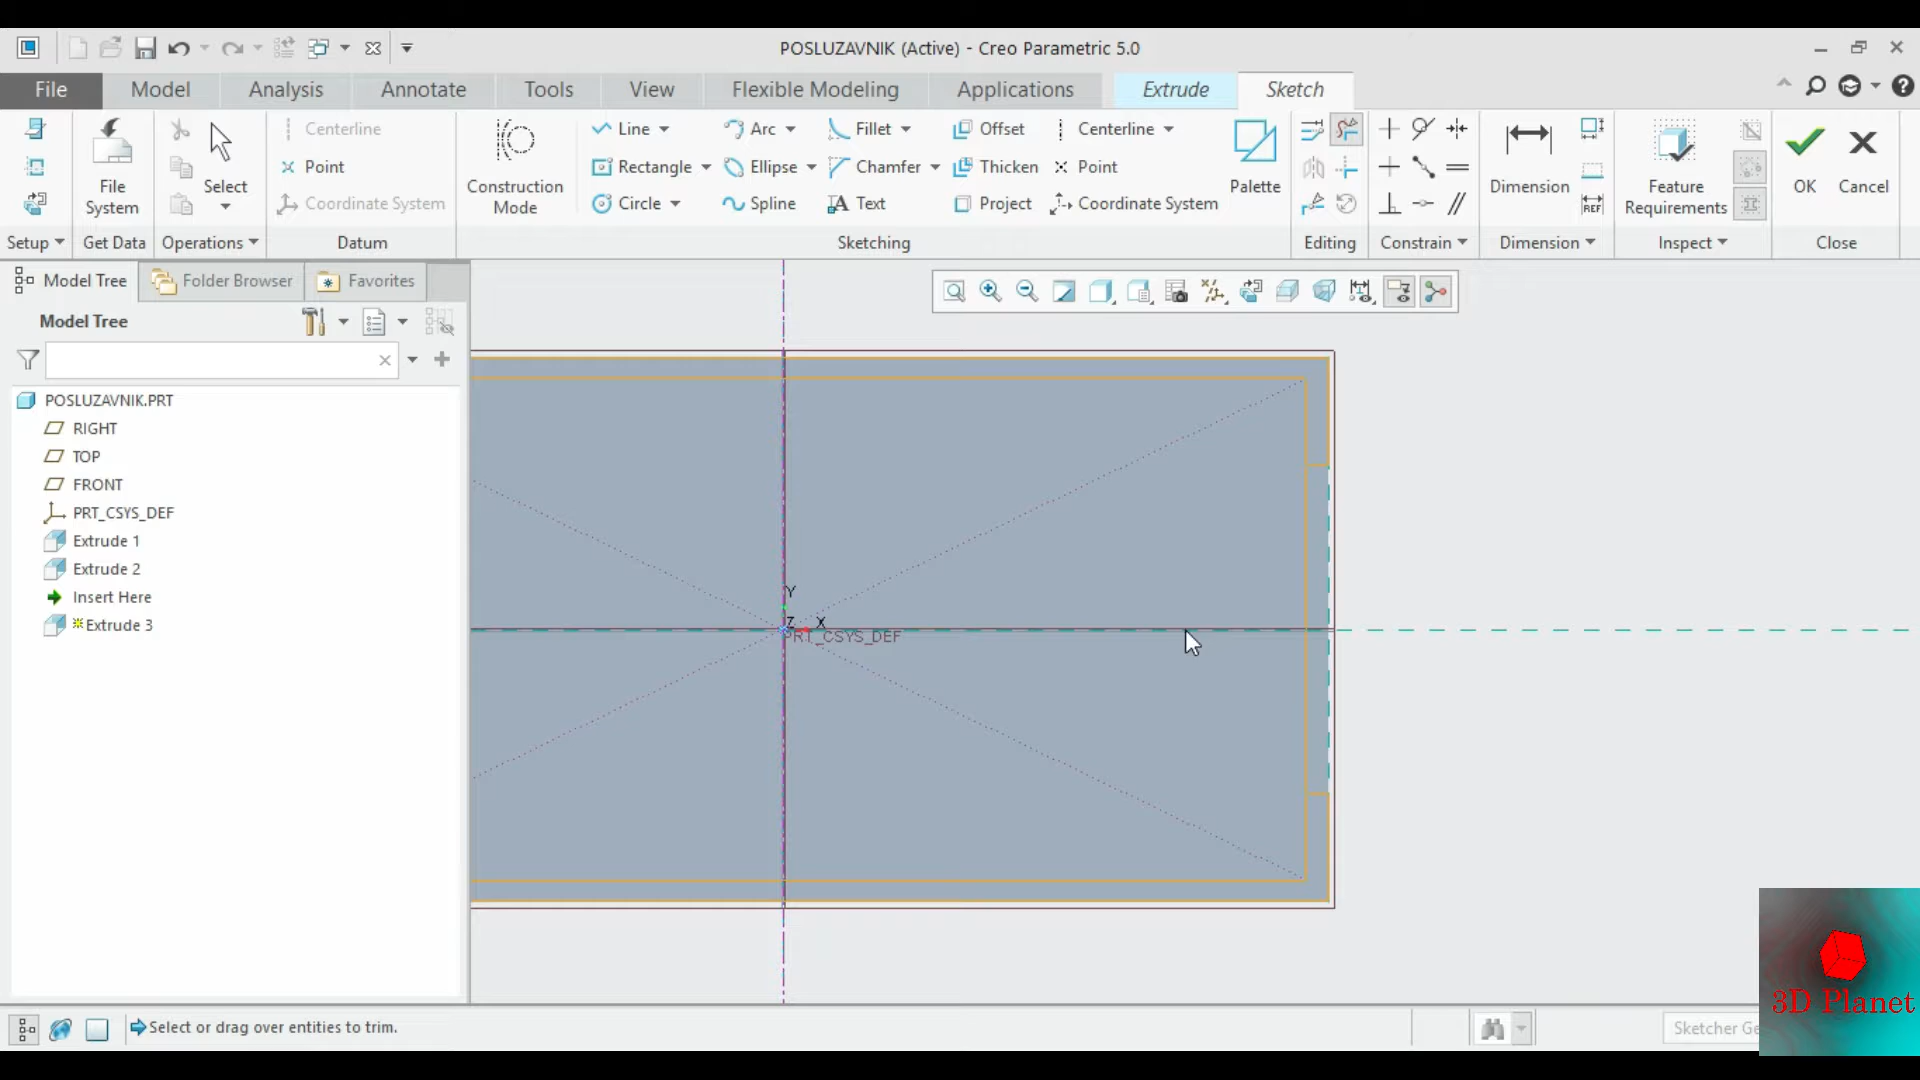 POSLUZAVNIK (Active) - Creo Parametric 5.0
File Model Analysis Annotate Tools View Flexible Modeling Applications Extrude Sketch
Centerline Line Arc Fillet Offset Centerline
Point Rectangle Ellipse Chamfer Thicken Point
File System Select Construction Mode Palette Dimension Feature Requirements OK Cancel
Coordinate System Circle Spline Text Project Coordinate System
REF
Setup Get Data Operations Datum Sketching Editing Constrain Dimension Inspect Close
Model Tree Folder Browser Favorites
Model Tree
POSLUZAVNIK.PRT
RIGHT
TOP
FRONT
PRT_CSYS_DEF
Extrude 1
Extrude 2
Insert Here
Extrude 3
Y
Z X
PRT_CSYS_DEF
3D Planet
Select or drag over entities to trim.
Sketcher Ge